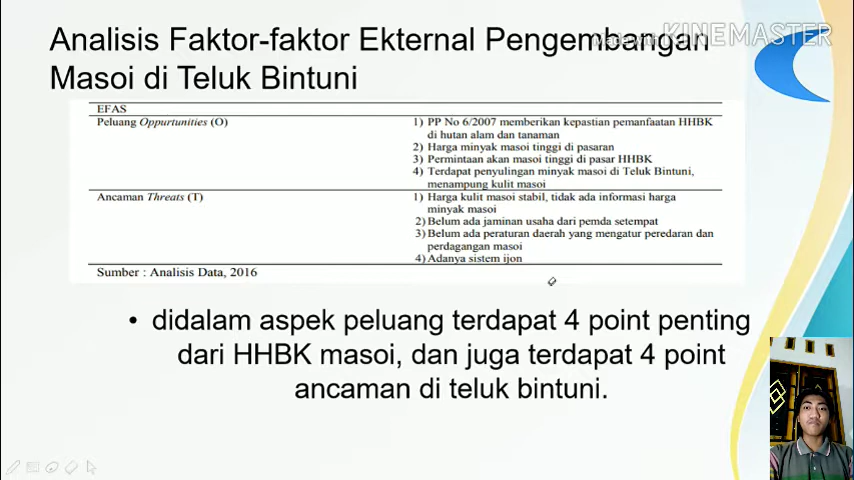 Analisis Faktor-faktor Ekternal Pengembangan
Masoi di Teluk Bintuni
Made with KINEMASTER
EFAS
Peluang Oppurtunities (O)
1) PP No 6/2007 memberikan kepastian pemanfaatan HHBK
di hutan alam dan tanaman
2) Harga minyak masoi tinggi di pasaran
3) Permintaan akan masoi tinggi di pasar HHBK
4) Terdapat penyulingan minyak masoi di Teluk Bintuni,
menampung kulit masoi
Ancaman Threats (T)
1) Harga kulit masoi stabil, tidak ada informasi harga
minyak masoi
2) Belum ada jaminan usaha dari pemda setempat
3) Belum ada peraturan daerah yang mengatur peredaran dan
perdagangan masoi
4) Adanya sistem ijon
Sumber : Analisis Data, 2016
• didalam aspek peluang terdapat 4 point penting
dari HHBK masoi, dan juga terdapat 4 point
ancaman di teluk bintuni.